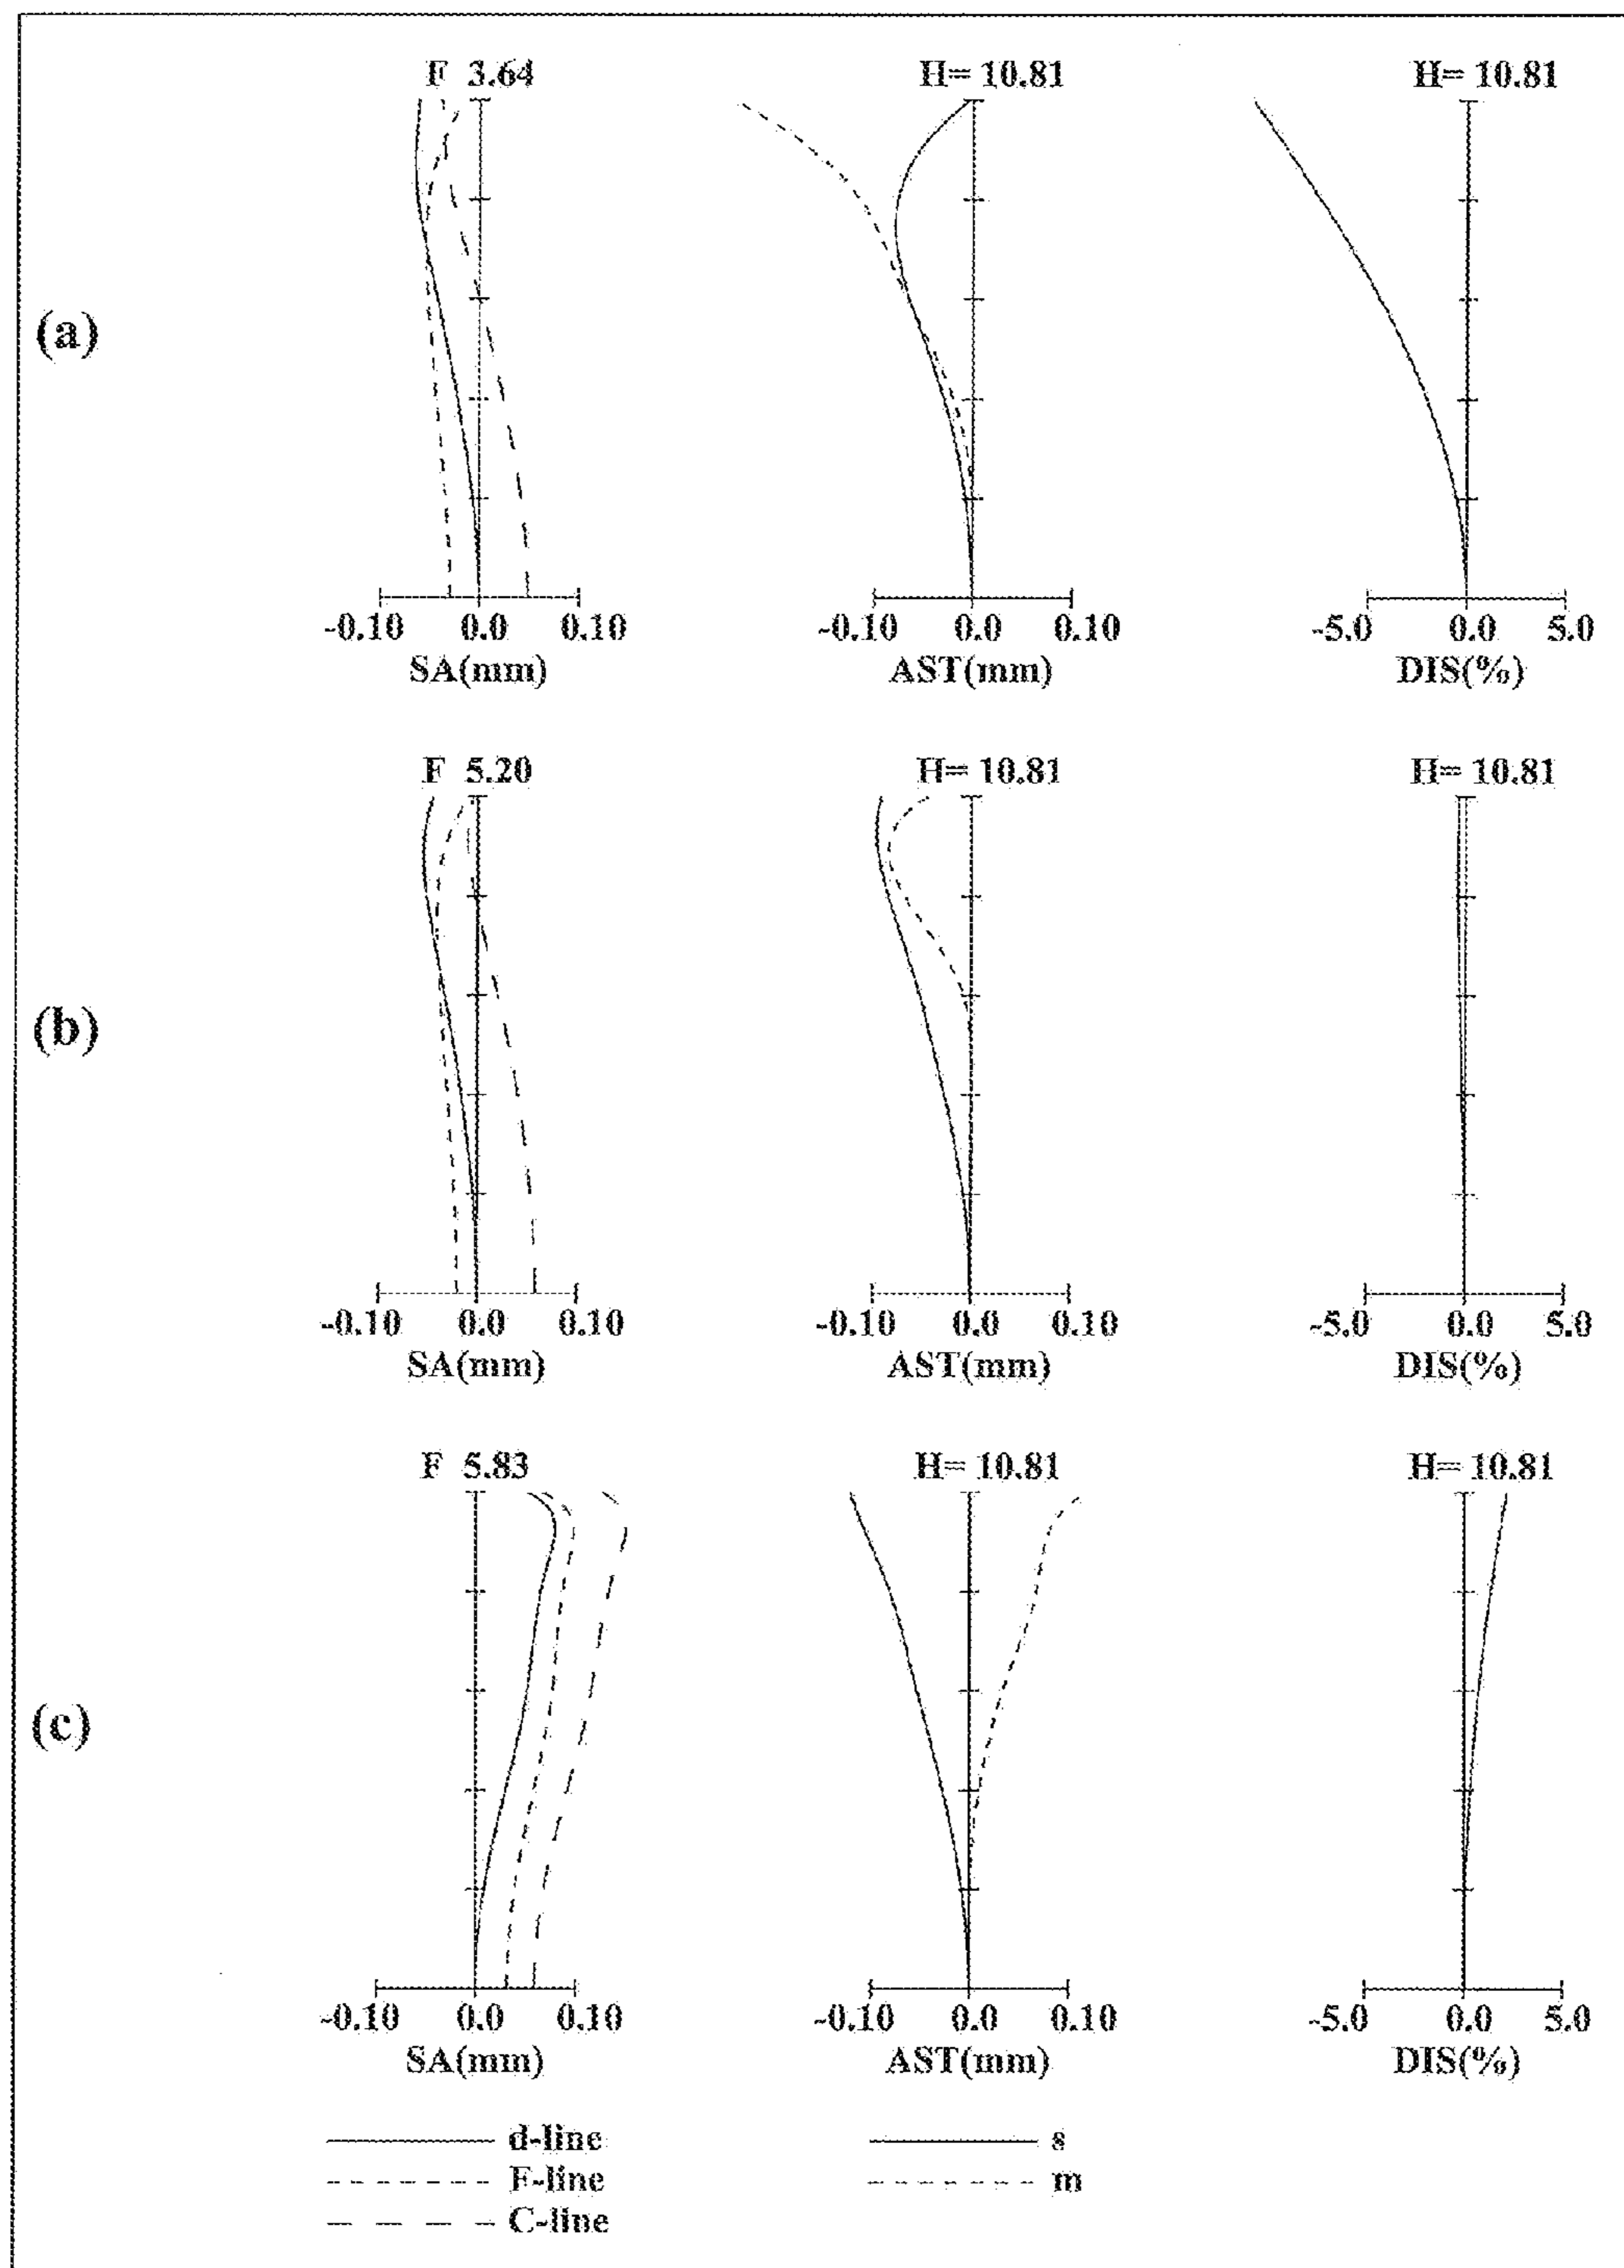 (a)
F 3.64
-0.10 0.0 0.10
SA(mm)
H= 10.81
-0.10 0.0 0.10
AST(mm)
H= 10.81
-5.0 0.0 5.0
DIS(%)
(b)
F 5.20
-0.10 0.0 0.10
SA(mm)
H= 10.81
-0.10 0.0 0.10
AST(mm)
H= 10.81
-5.0 0.0 5.0
DIS(%)
(c)
F 5.83
-0.10 0.0 0.10
SA(mm)
H= 10.81
-0.10 0.0 0.10
AST(mm)
H= 10.81
-5.0 0.0 5.0
DIS(%)
d-line
F-line
C-line
s
m